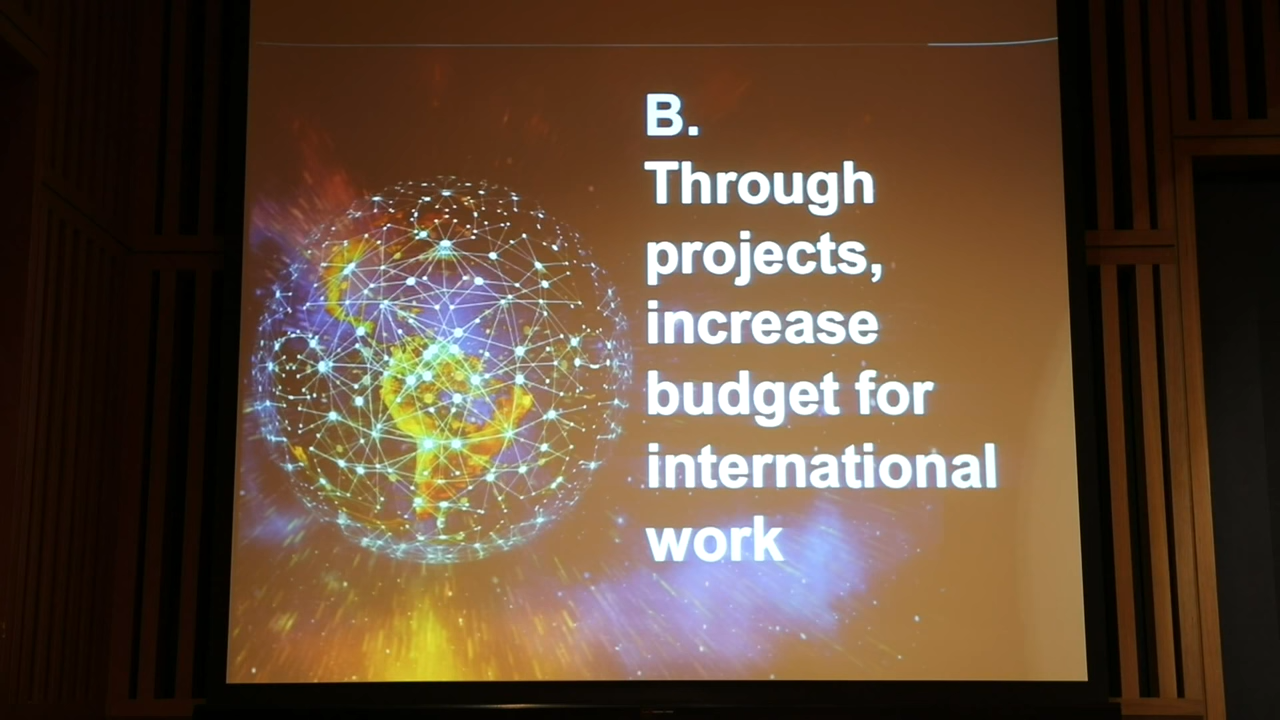 B.
Through
projects,
increase
budget for
international
work